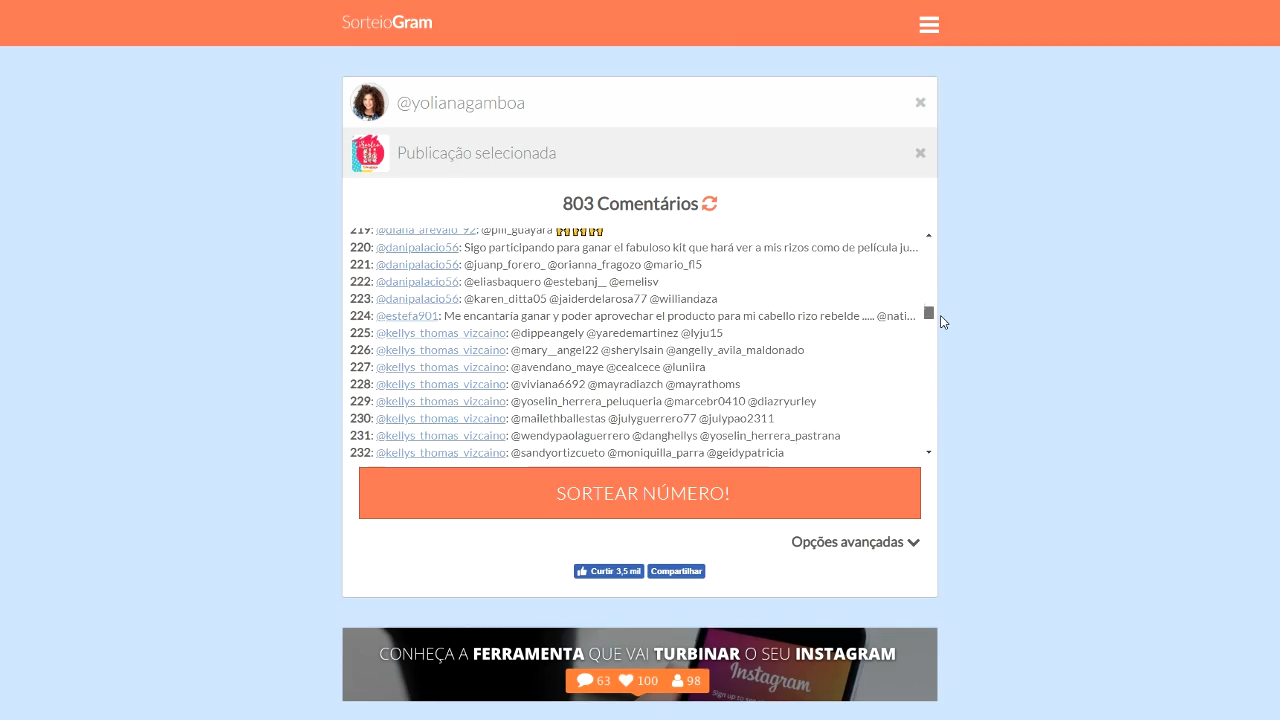 SorteioGram
@yolianagamboa
Publicação selecionada
803 Comentários
219: @diana_arevalo_92: @pili_guayara
220: @danipalacio56: Sigo participando para ganar el fabuloso kit que hará ver a mis rizos como de película ju...
221: @danipalacio56: @juanp_forero_ @orianna_fragozo @mario_fl5
222: @danipalacio56: @eliasbaquero @estebanj__ @emelisv
223: @danipalacio56: @karen_ditta05 @jaiderdelarosa77 @williandaza
224: @estefa901: Me encantaría ganar y poder aprovechar el producto para mi cabello rizo rebelde ..... @nati...
225: @kellys_thomas_vizcaino: @dippeangely @yaredemartinez @lyju15
226: @kellys_thomas_vizcaino: @mary__angel22 @sherylsain @angelly_avila_maldonado
227: @kellys_thomas_vizcaino: @avendano_maye @cealcece @luniira
228: @kellys_thomas_vizcaino: @viviana6692 @mayradiazch @mayrathoms
229: @kellys_thomas_vizcaino: @yoselin_herrera_peluqueria @marcebr0410 @diazryurley
230: @kellys_thomas_vizcaino: @mailethballestas @julyguerrero77 @julypao2311
231: @kellys_thomas_vizcaino: @wendypaolaguerrero @danghellys @yoselin_herrera_pastrana
232: @kellys_thomas_vizcaino: @sandyortizcueto @moniquilla_parra @geidypatricia
SORTEAR NÚMERO!
Opções avançadas
Curtir 3,5 mil Compartilhar
CONHEÇA A FERRAMENTA QUE VAI TURBINAR O SEU INSTAGRAM
63 100 98
Instagram